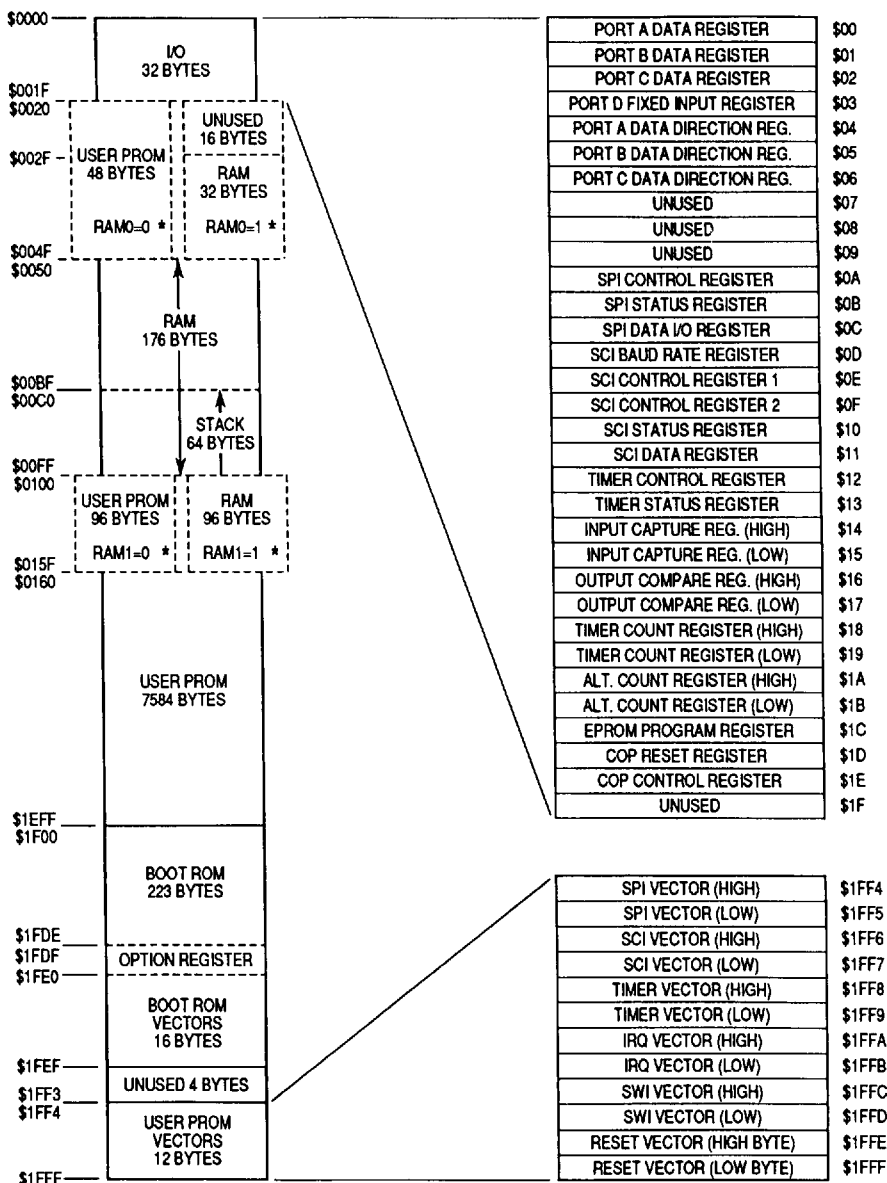 $0000
I/O
32 BYTES
$001F
$0020
UNUSED
16 BYTES
$002F
USER PROM
48 BYTES
RAM
32 BYTES
RAM0=0 *
RAM0=1 *
$004F
$0050
RAM
176 BYTES
$00BF
$00C0
STACK
64 BYTES
$00FF
$0100
USER PROM
96 BYTES
RAM
96 BYTES
RAM1=0 *
RAM1=1 *
$015F
$0160
USER PROM
7584 BYTES
$1EFF
$1F00
BOOT ROM
223 BYTES
$1FDE
$1FDF
OPTION REGISTER
$1FE0
BOOT ROM
VECTORS
16 BYTES
$1FEF
UNUSED 4 BYTES
$1FF3
$1FF4
USER PROM
VECTORS
12 BYTES
$1FFF
PORT A DATA REGISTER $00
PORT B DATA REGISTER $01
PORT C DATA REGISTER $02
PORT D FIXED INPUT REGISTER $03
PORT A DATA DIRECTION REG. $04
PORT B DATA DIRECTION REG. $05
PORT C DATA DIRECTION REG. $06
UNUSED $07
UNUSED $08
UNUSED $09
SPI CONTROL REGISTER $0A
SPI STATUS REGISTER $0B
SPI DATA I/O REGISTER $0C
SCI BAUD RATE REGISTER $0D
SCI CONTROL REGISTER 1 $0E
SCI CONTROL REGISTER 2 $0F
SCI STATUS REGISTER $10
SCI DATA REGISTER $11
TIMER CONTROL REGISTER $12
TIMER STATUS REGISTER $13
INPUT CAPTURE REG. (HIGH) $14
INPUT CAPTURE REG. (LOW) $15
OUTPUT COMPARE REG. (HIGH) $16
OUTPUT COMPARE REG. (LOW) $17
TIMER COUNT REGISTER (HIGH) $18
TIMER COUNT REGISTER (LOW) $19
ALT. COUNT REGISTER (HIGH) $1A
ALT. COUNT REGISTER (LOW) $1B
EPROM PROGRAM REGISTER $1C
COP RESET REGISTER $1D
COP CONTROL REGISTER $1E
UNUSED $1F
SPI VECTOR (HIGH) $1FF4
SPI VECTOR (LOW) $1FF5
SCI VECTOR (HIGH) $1FF6
SCI VECTOR (LOW) $1FF7
TIMER VECTOR (HIGH) $1FF8
TIMER VECTOR (LOW) $1FF9
IRQ VECTOR (HIGH) $1FFA
IRQ VECTOR (LOW) $1FFB
SWI VECTOR (HIGH) $1FFC
SWI VECTOR (LOW) $1FFD
RESET VECTOR (HIGH BYTE) $1FFE
RESET VECTOR (LOW BYTE) $1FFF